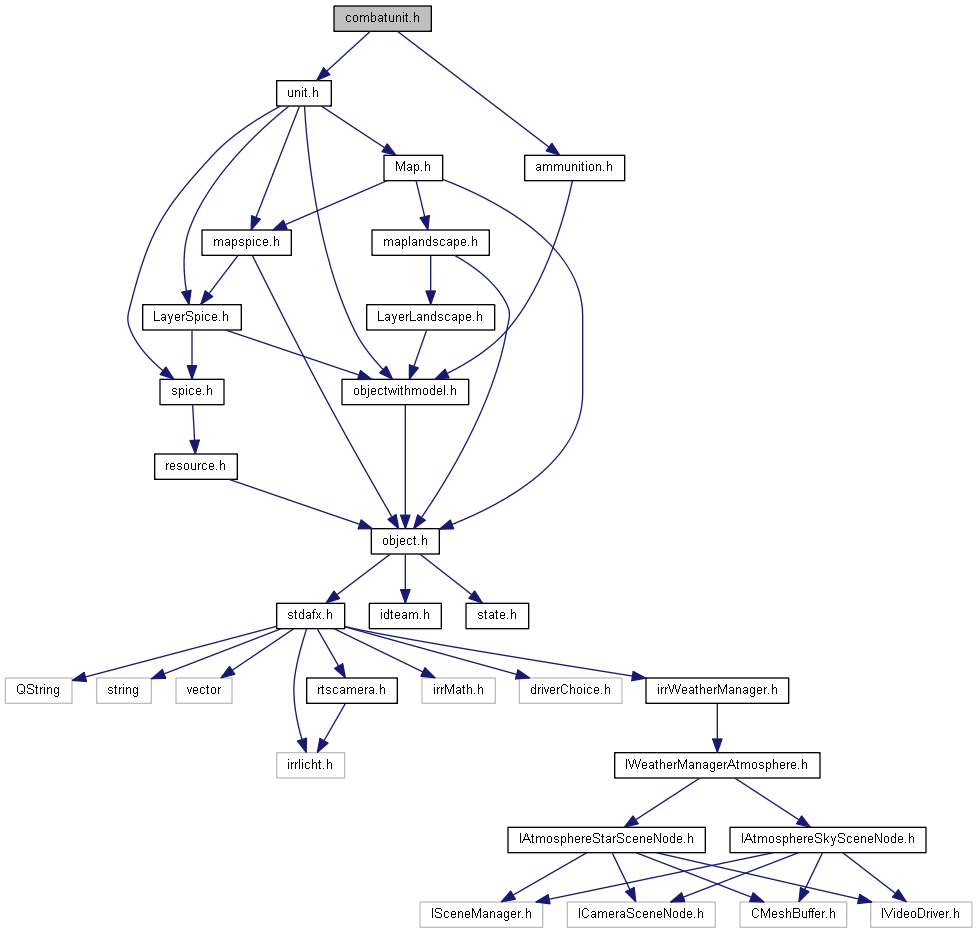 combatunit.h
unit.h
Map.h
ammunition.h
mapspice.h
maplandscape.h
LayerSpice.h
LayerLandscape.h
spice.h
objectwithmodel.h
resource.h
object.h
stdafx.h
idteam.h
state.h
QString
string
vector
rtscamera.h
irrMath.h
driverChoice.h
irrWeatherManager.h
irrlicht.h
IWeatherManagerAtmosphere.h
IAtmosphereStarSceneNode.h
IAtmosphereSkySceneNode.h
ISceneManager.h
ICameraSceneNode.h
CMeshBuffer.h
IVideoDriver.h